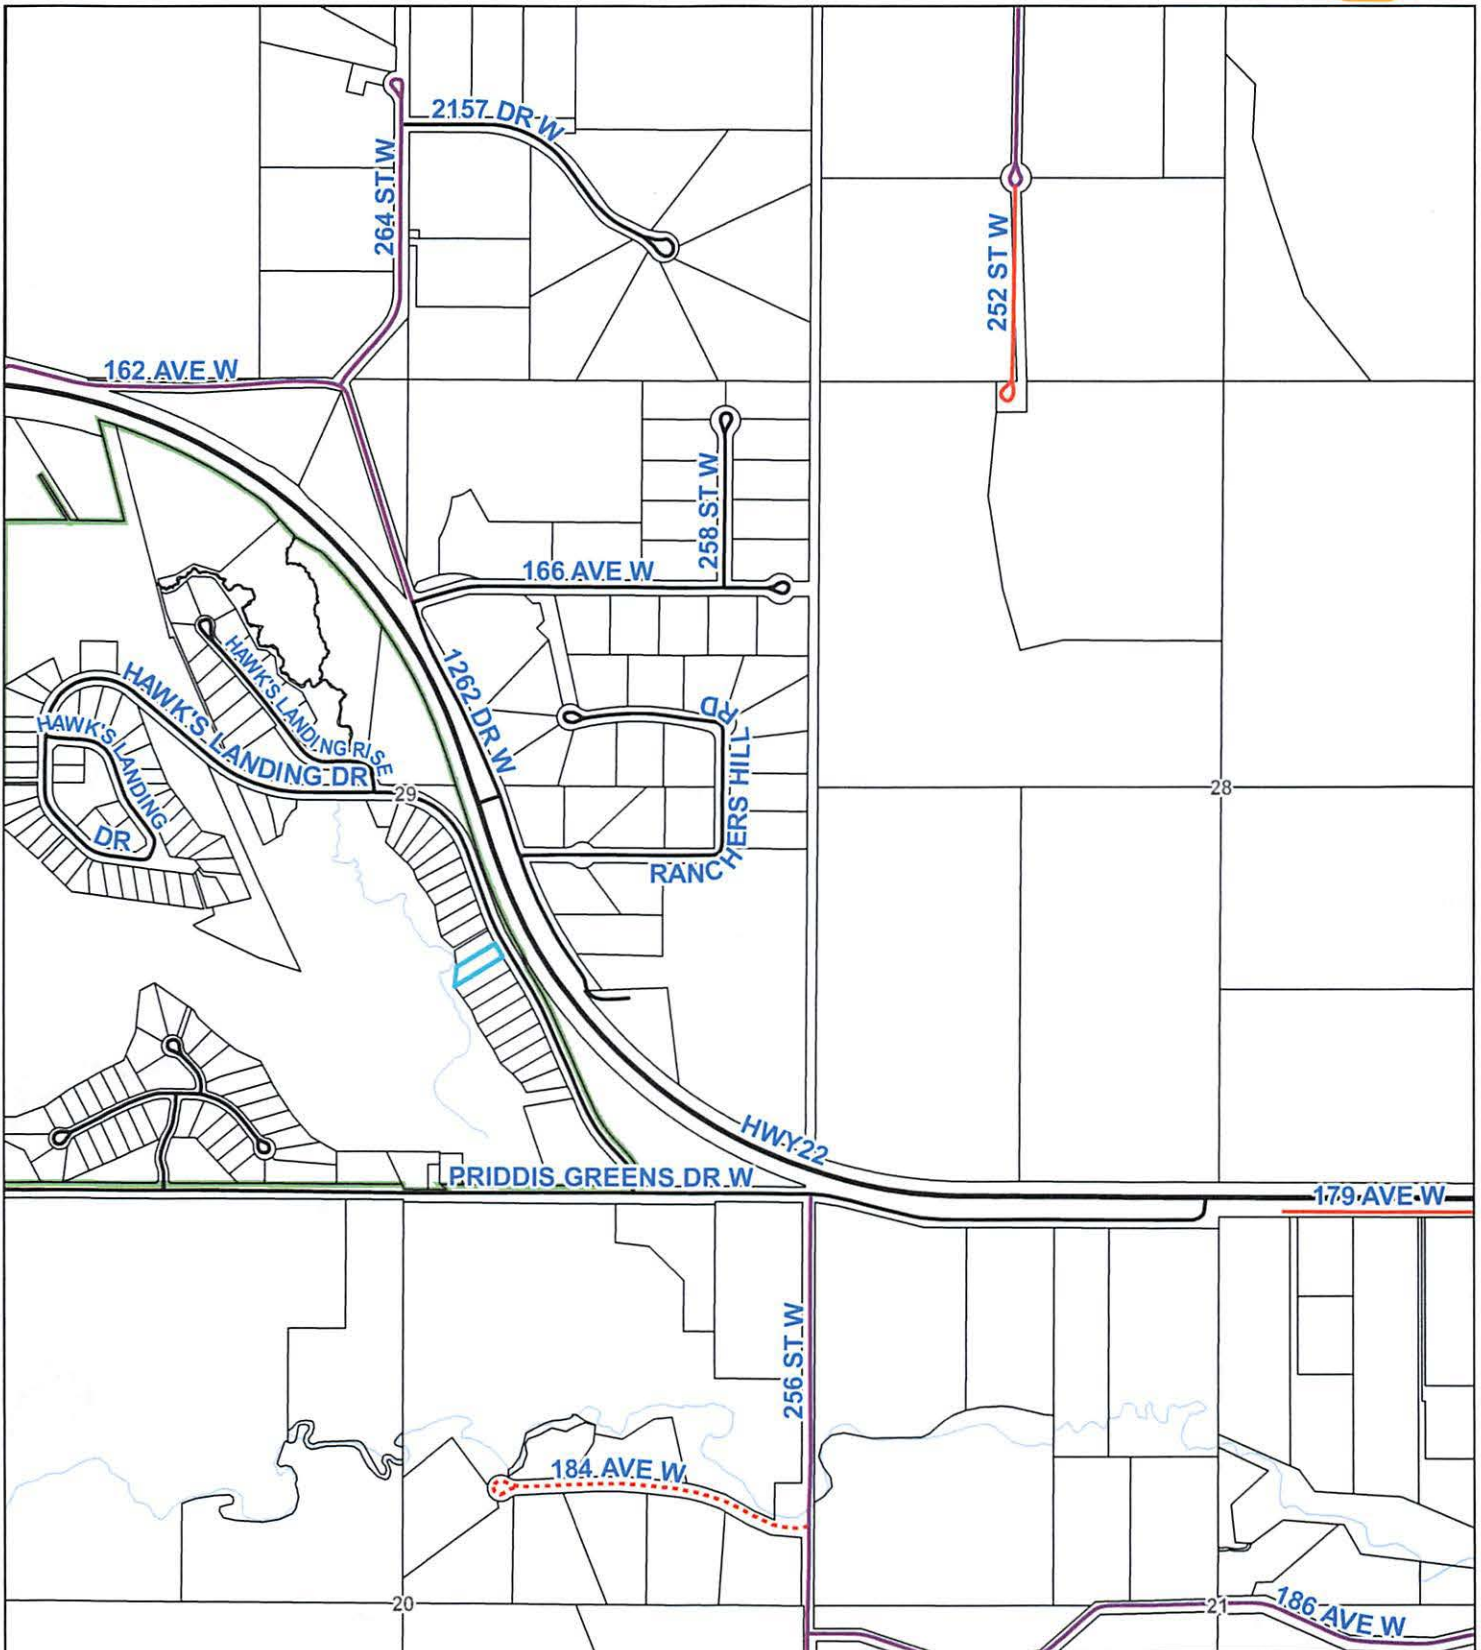 2157 DR W
264 ST W
252 ST W
162 AVE W
258 ST W
166 AVE W
HAWK'S LANDING RISE
1262 DR W
HAWK'S LANDING DR
HAWK'S LANDING
DR
RANCHERS HILL RD
29
28
HWY 22
PRIDDIS GREENS DR W
179 AVE W
256 ST W
184 AVE W
20
21
186 AVE W